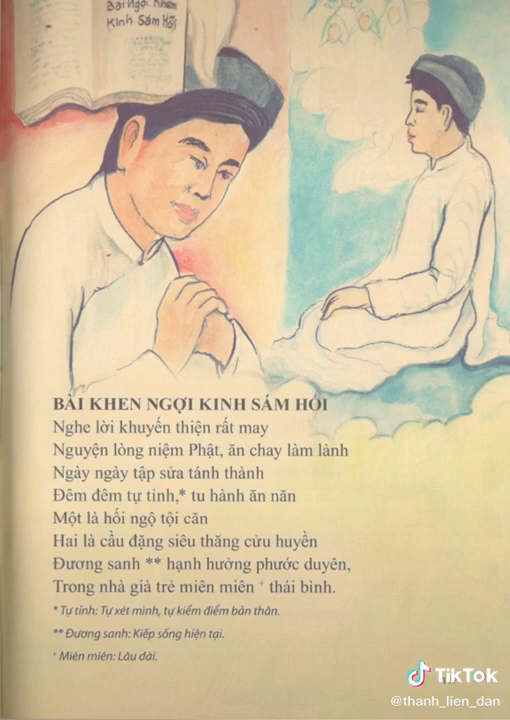 Bài Ngợi Khen
Kinh Sám Hối
BÀI KHEN NGỢI KINH SÁM HỐI
Nghe lời khuyến thiện rất may
Nguyện lòng niệm Phật, ăn chay làm lành
Ngày ngày tập sửa tánh thành
Đêm đêm tự tỉnh,* tu hành ăn năn
Một là hối ngộ tội căn
Hai là cầu đặng siêu thăng cửu huyền
Đương sanh ** hạnh hưởng phước duyên,
Trong nhà già trẻ miên miên ⁺ thái bình.
* Tự tỉnh: Tự xét mình, tự kiểm điểm bản thân.
** Đương sanh: Kiếp sống hiện tại.
⁺ Miên miên: Lâu dài.
TikTok
@thanh_lien_dan